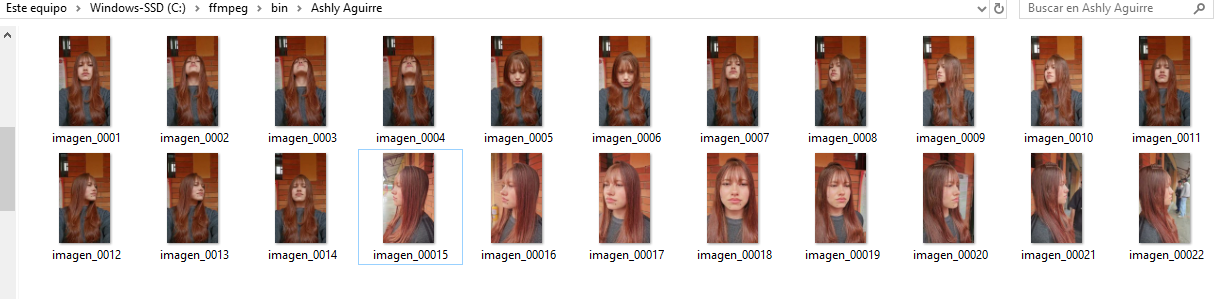 Este equipo > Windows-SSD (C:) > ffmpeg > bin > Ashly Aguirre
Buscar en Ashly Aguirre
imagen_0001 imagen_0002 imagen_0003 imagen_0004 imagen_0005 imagen_0006 imagen_0007 imagen_0008 imagen_0009 imagen_0010 imagen_0011
imagen_0012 imagen_0013 imagen_0014 imagen_00015 imagen_00016 imagen_00017 imagen_00018 imagen_00019 imagen_00020 imagen_00021 imagen_00022